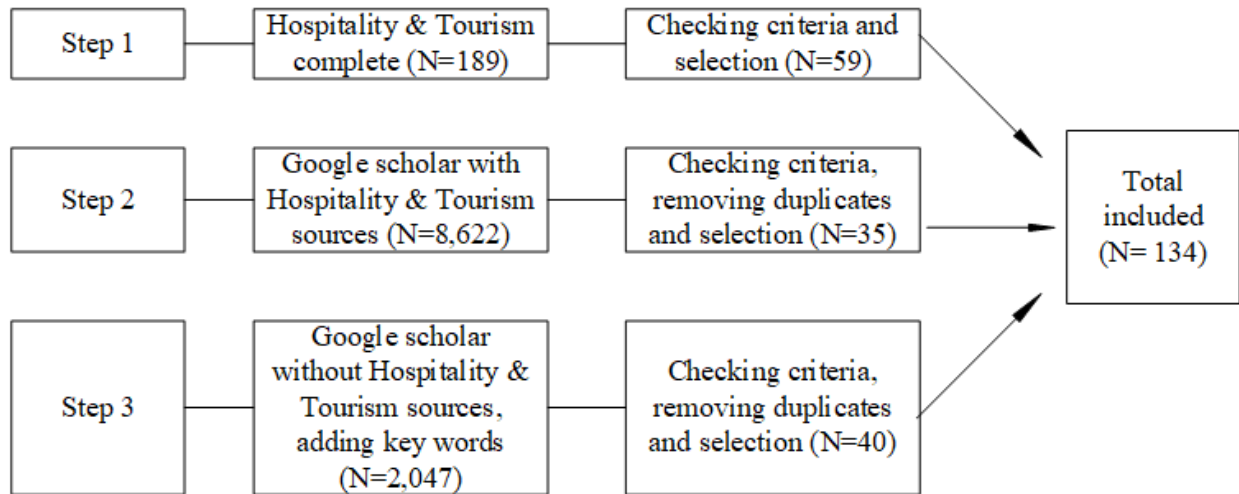 Step 1
Hospitality & Tourism
complete (N=189)
Checking criteria and
selection (N=59)
Step 2
Google scholar with
Hospitality & Tourism
sources (N=8,622)
Checking criteria,
removing duplicates
and selection (N=35)
Total
included
(N= 134)
Step 3
Google scholar
without Hospitality &
Tourism sources,
adding key words
(N=2,047)
Checking criteria,
removing duplicates
and selection (N=40)